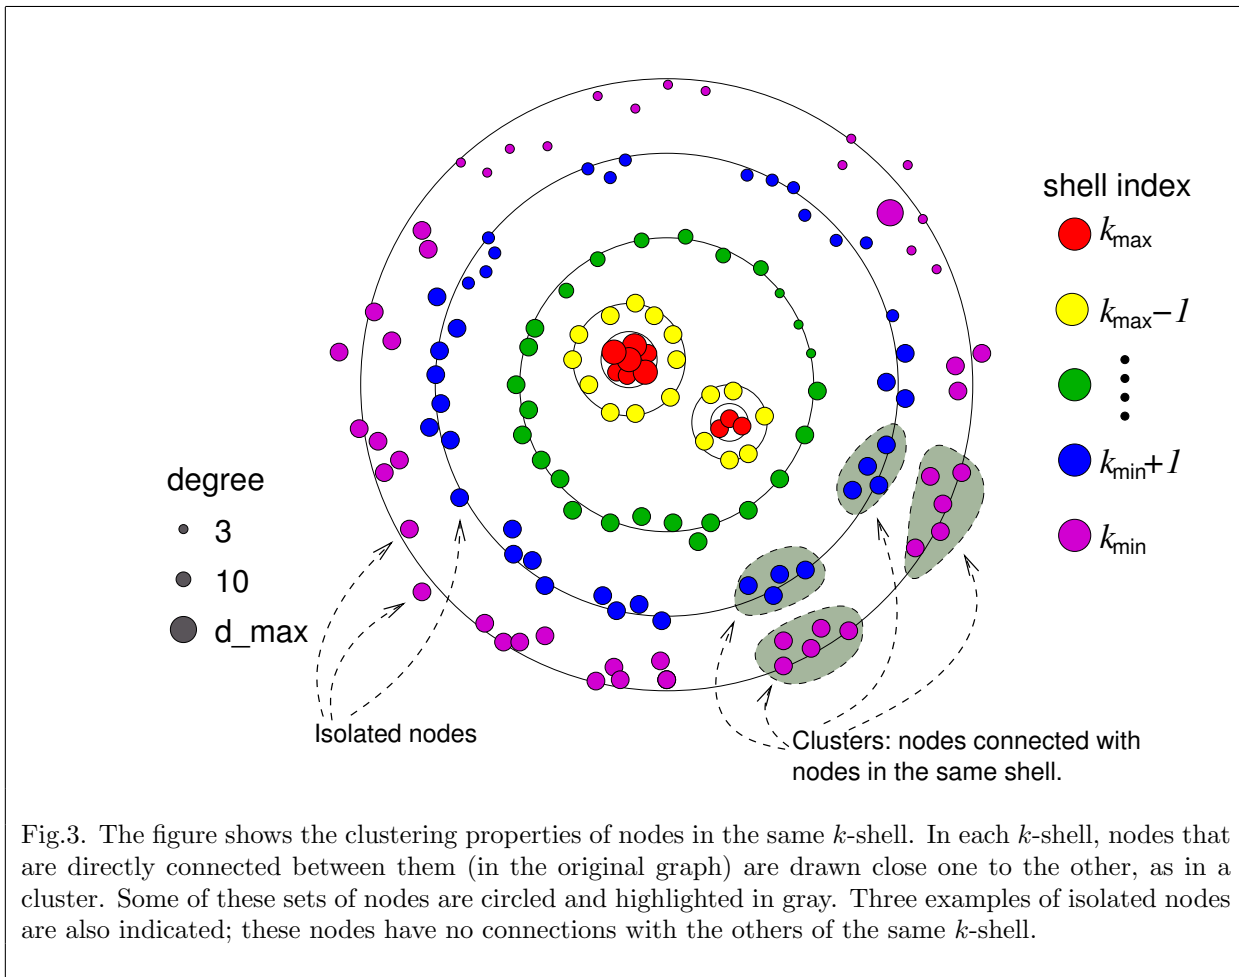 shell index
kmax
kmax−1
kmin+1
kmin
degree
3
10
d_max
Isolated nodes
Clusters: nodes connected with
nodes in the same shell.
Fig.3. The figure shows the clustering properties of nodes in the same k-shell. In each k-shell, nodes that
are directly connected between them (in the original graph) are drawn close one to the other, as in a
cluster. Some of these sets of nodes are circled and highlighted in gray. Three examples of isolated nodes
are also indicated; these nodes have no connections with the others of the same k-shell.